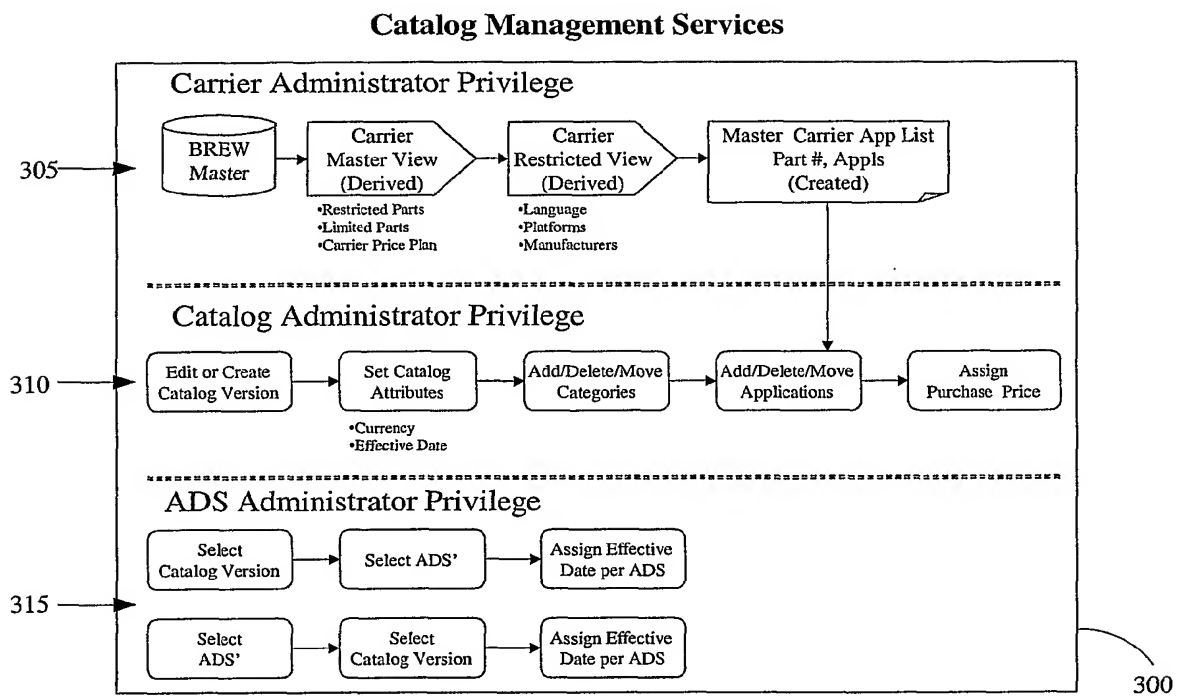 Catalog Management Services
Carrier Administrator Privilege
305
BREW
Master
Carrier
Master View
(Derived)
•Restricted Parts
•Limited Parts
•Carrier Price Plan
Carrier
Restricted View
(Derived)
•Language
•Platforms
•Manufacturers
Master Carrier App List
Part #, Appls
(Created)
Catalog Administrator Privilege
310
Edit or Create
Catalog Version
Set Catalog
Attributes
•Currency
•Effective Date
Add/Delete/Move
Categories
Add/Delete/Move
Applications
Assign
Purchase Price
ADS Administrator Privilege
315
Select
Catalog Version
Select ADS'
Assign Effective
Date per ADS
Select
ADS'
Select
Catalog Version
Assign Effective
Date per ADS
300